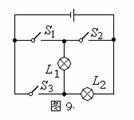 S₁ S₂
L₁
S₃ L₂
图 9